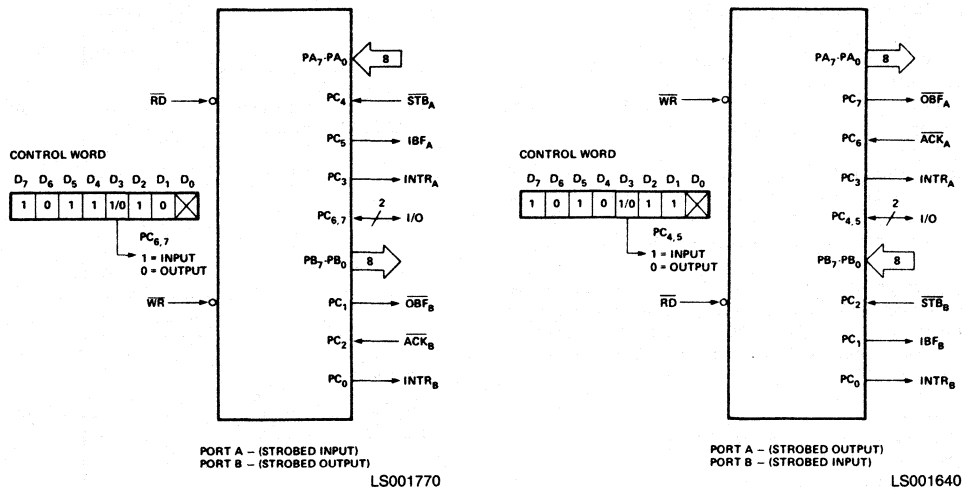 PA7-PA0
8
RD
PC4
STBA
PC5
IBFA
CONTROL WORD
D7 D6 D5 D4 D3 D2 D1 D0
1 0 1 1 1/0 1 0
PC3
INTRA
PC6,7
2
I/O
PC6,7
1 = INPUT
0 = OUTPUT
PB7-PB0
8
WR
PC1
OBFB
PC2
ACKB
PC0
INTRB
PORT A – (STROBED INPUT)
PORT B – (STROBED OUTPUT)
LS001770
PA7-PA0
8
WR
PC7
OBFA
PC6
ACKA
CONTROL WORD
D7 D6 D5 D4 D3 D2 D1 D0
1 0 1 0 1/0 1 1
PC3
INTRA
PC4,5
2
I/O
PC4,5
1 = INPUT
0 = OUTPUT
PB7-PB0
8
RD
PC2
STBB
PC1
IBFB
PC0
INTRB
PORT A – (STROBED OUTPUT)
PORT B – (STROBED INPUT)
LS001640